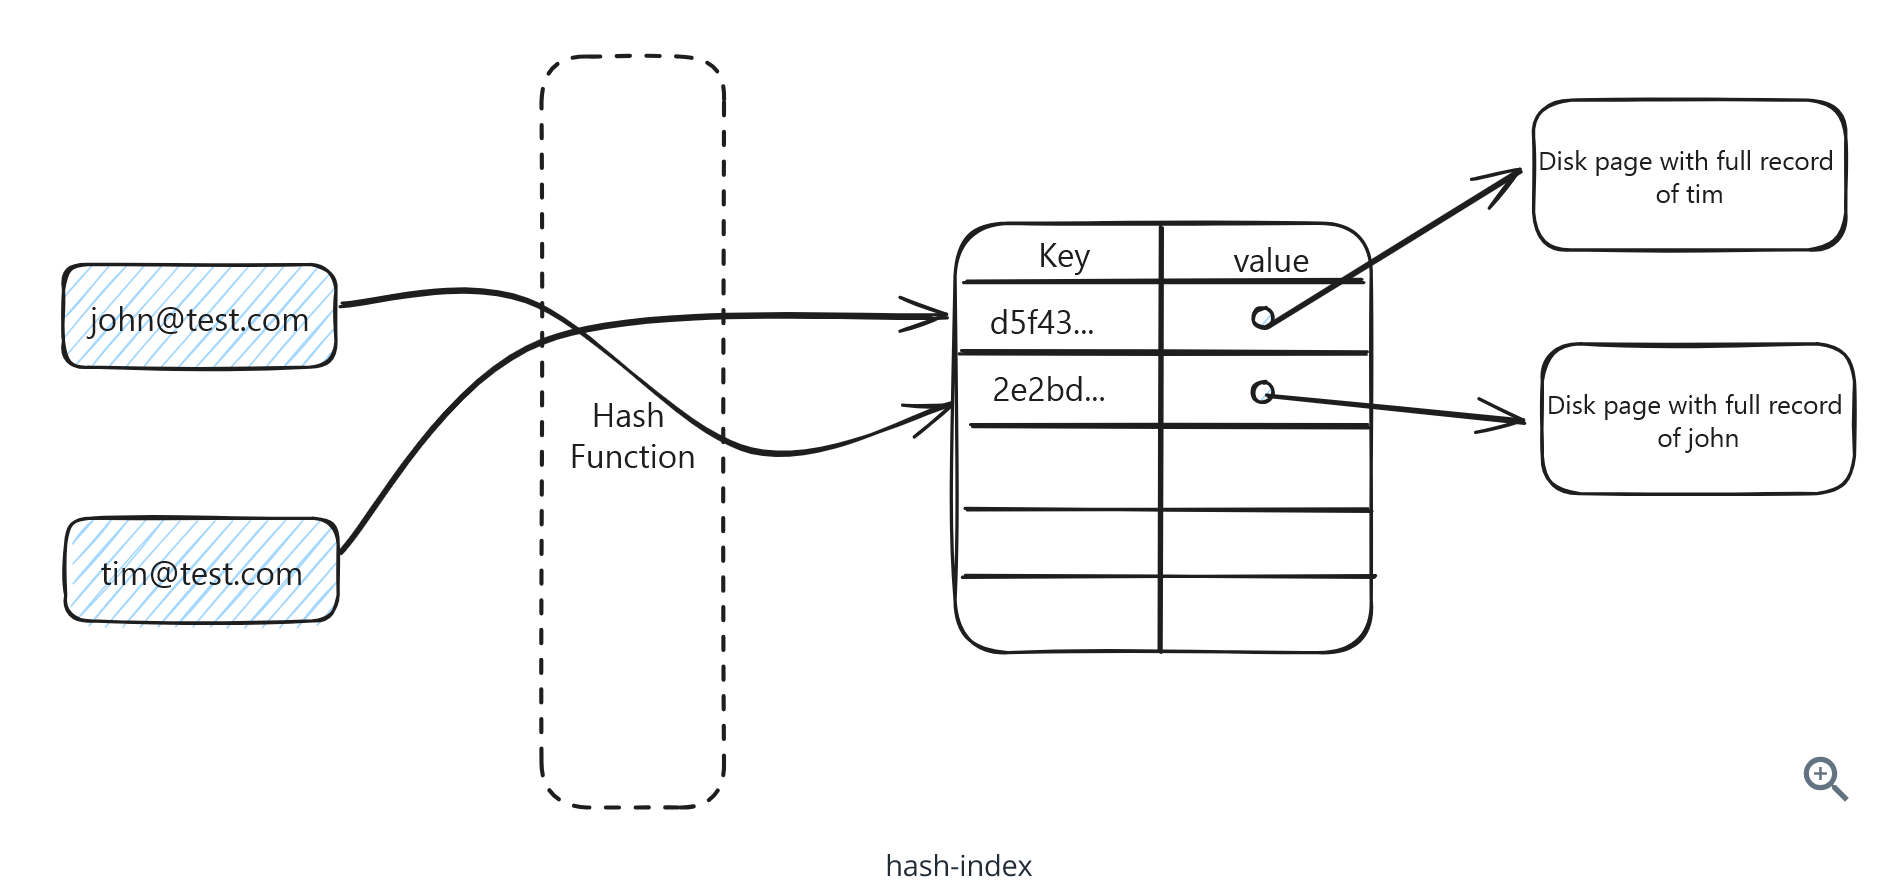 john@test.com
tim@test.com
Hash
Function
Key
value
d5f43...
2e2bd...
Disk page with full record
of tim
Disk page with full record
of john
hash-index